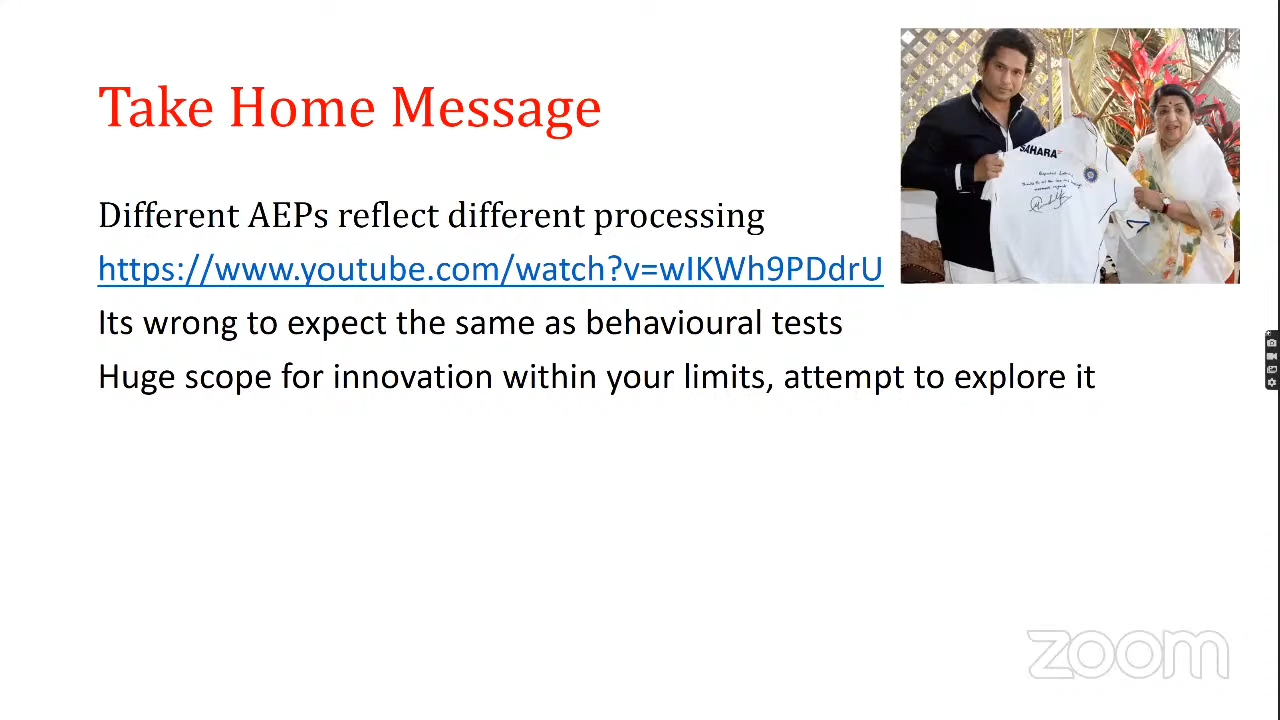 Take Home Message
Different AEPs reflect different processing
https://www.youtube.com/watch?v=wIKWh9PDdrU
Its wrong to expect the same as behavioural tests
Huge scope for innovation within your limits, attempt to explore it
SAHARA
zoom